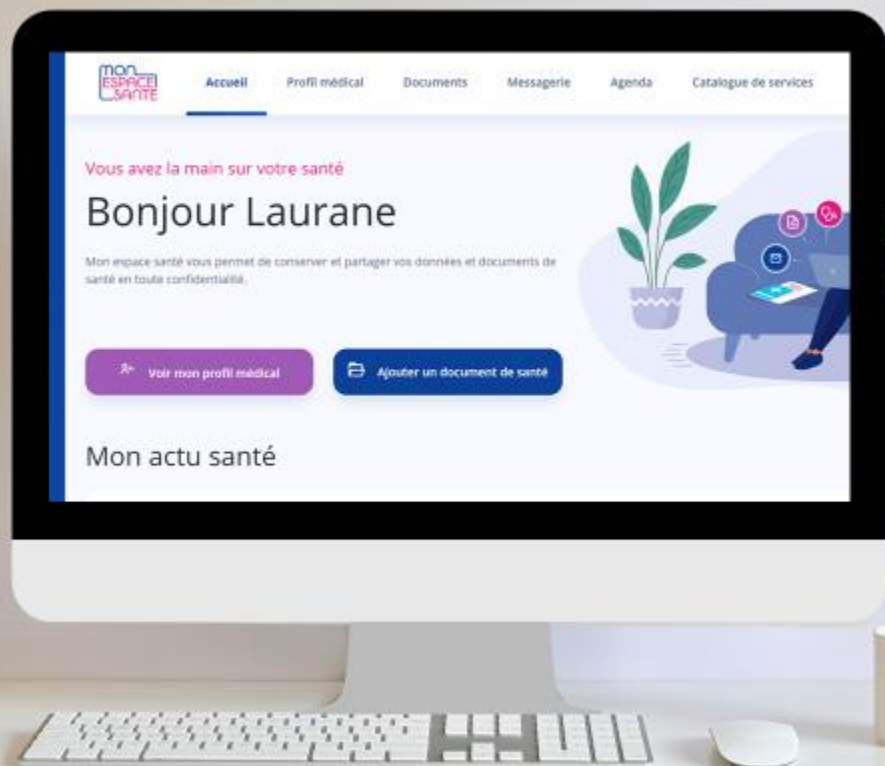 mon
ESPACE
SANTÉ
Accueil
Profil médical
Documents
Messagerie
Agenda
Catalogue de services
Vous avez la main sur votre santé
Bonjour Laurane
Mon espace santé vous permet de conserver et partager vos données et documents de
santé en toute confidentialité.
Voir mon profil médical
Ajouter un document de santé
Mon actu santé